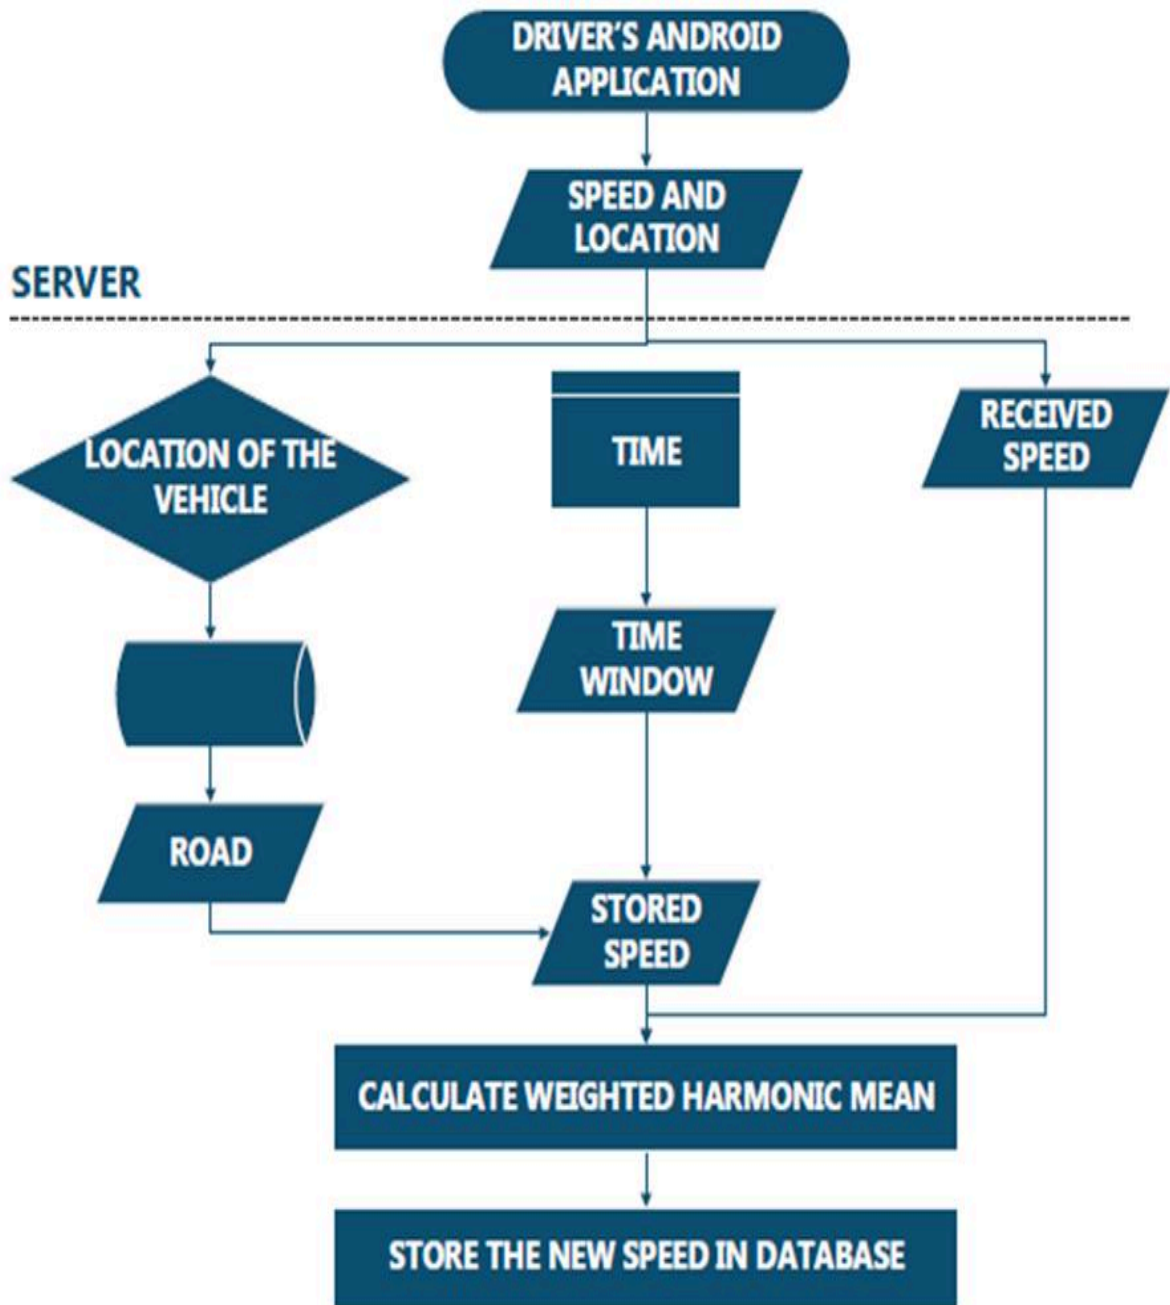 DRIVER'S ANDROID
APPLICATION
SPEED AND
LOCATION
SERVER
LOCATION OF THE
VEHICLE
TIME
RECEIVED
SPEED
TIME
WINDOW
ROAD
STORED
SPEED
CALCULATE WEIGHTED HARMONIC MEAN
STORE THE NEW SPEED IN DATABASE